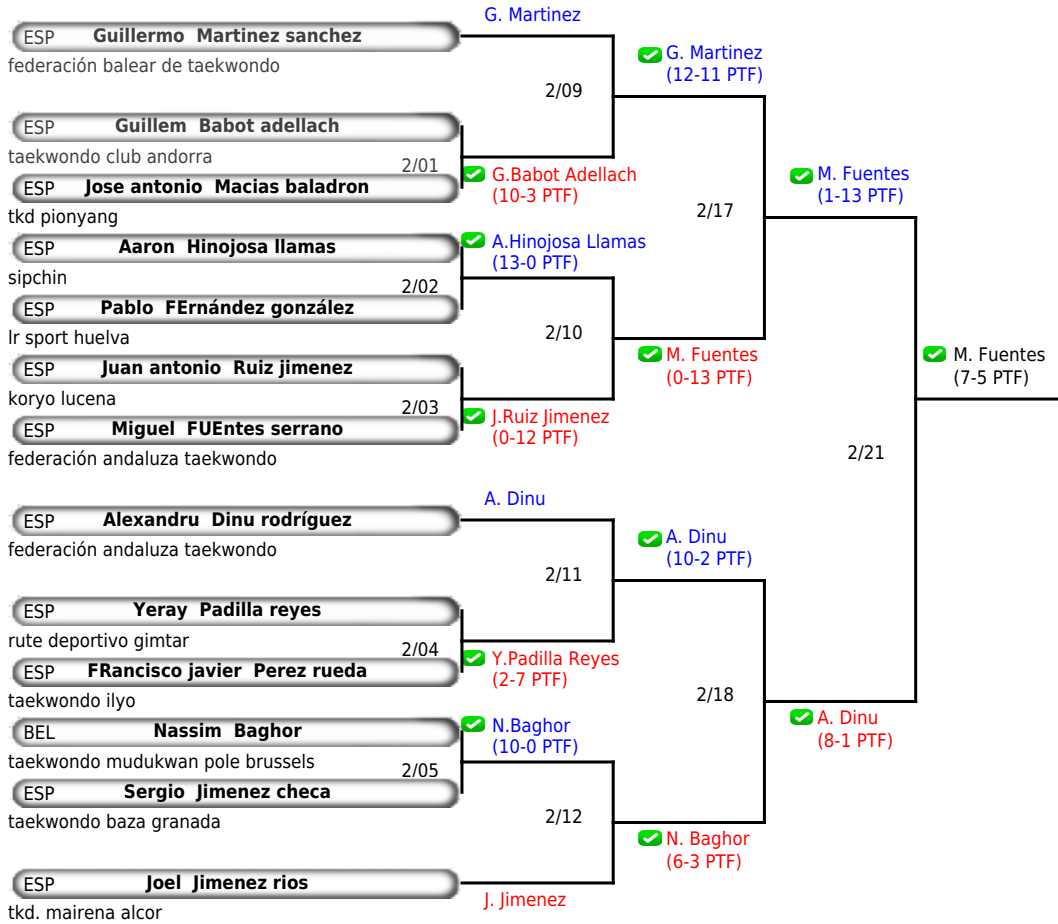 G. Martinez
ESP Guillermo Martinez sanchez
federación balear de taekwondo
G. Martinez
(12-11 PTF)
2/09
ESP Guillem Babot adellach
taekwondo club andorra
2/01
G.Babot Adellach
(10-3 PTF)
ESP Jose antonio Macias baladron
tkd pionyang
M. Fuentes
(1-13 PTF)
2/17
ESP Aaron Hinojosa llamas
sipchin
A.Hinojosa Llamas
(13-0 PTF)
2/02
ESP Pablo FErnández gonzález
lr sport huelva
2/10
ESP Juan antonio Ruiz jimenez
koryo lucena
M. Fuentes
(0-13 PTF)
M. Fuentes
(7-5 PTF)
2/03
ESP Miguel FUEntes serrano
federación andaluza taekwondo
J.Ruiz Jimenez
(0-12 PTF)
2/21
A. Dinu
ESP Alexandru Dinu rodríguez
federación andaluza taekwondo
A. Dinu
(10-2 PTF)
2/11
ESP Yeray Padilla reyes
rute deportivo gimtar
2/04
Y.Padilla Reyes
(2-7 PTF)
ESP FRancisco javier Perez rueda
taekwondo ilyo
2/18
BEL Nassim Baghor
taekwondo mudukwan pole brussels
N.Baghor
(10-0 PTF)
A. Dinu
(8-1 PTF)
2/05
ESP Sergio Jimenez checa
taekwondo baza granada
2/12
N. Baghor
(6-3 PTF)
ESP Joel Jimenez rios
tkd. mairena alcor
J. Jimenez